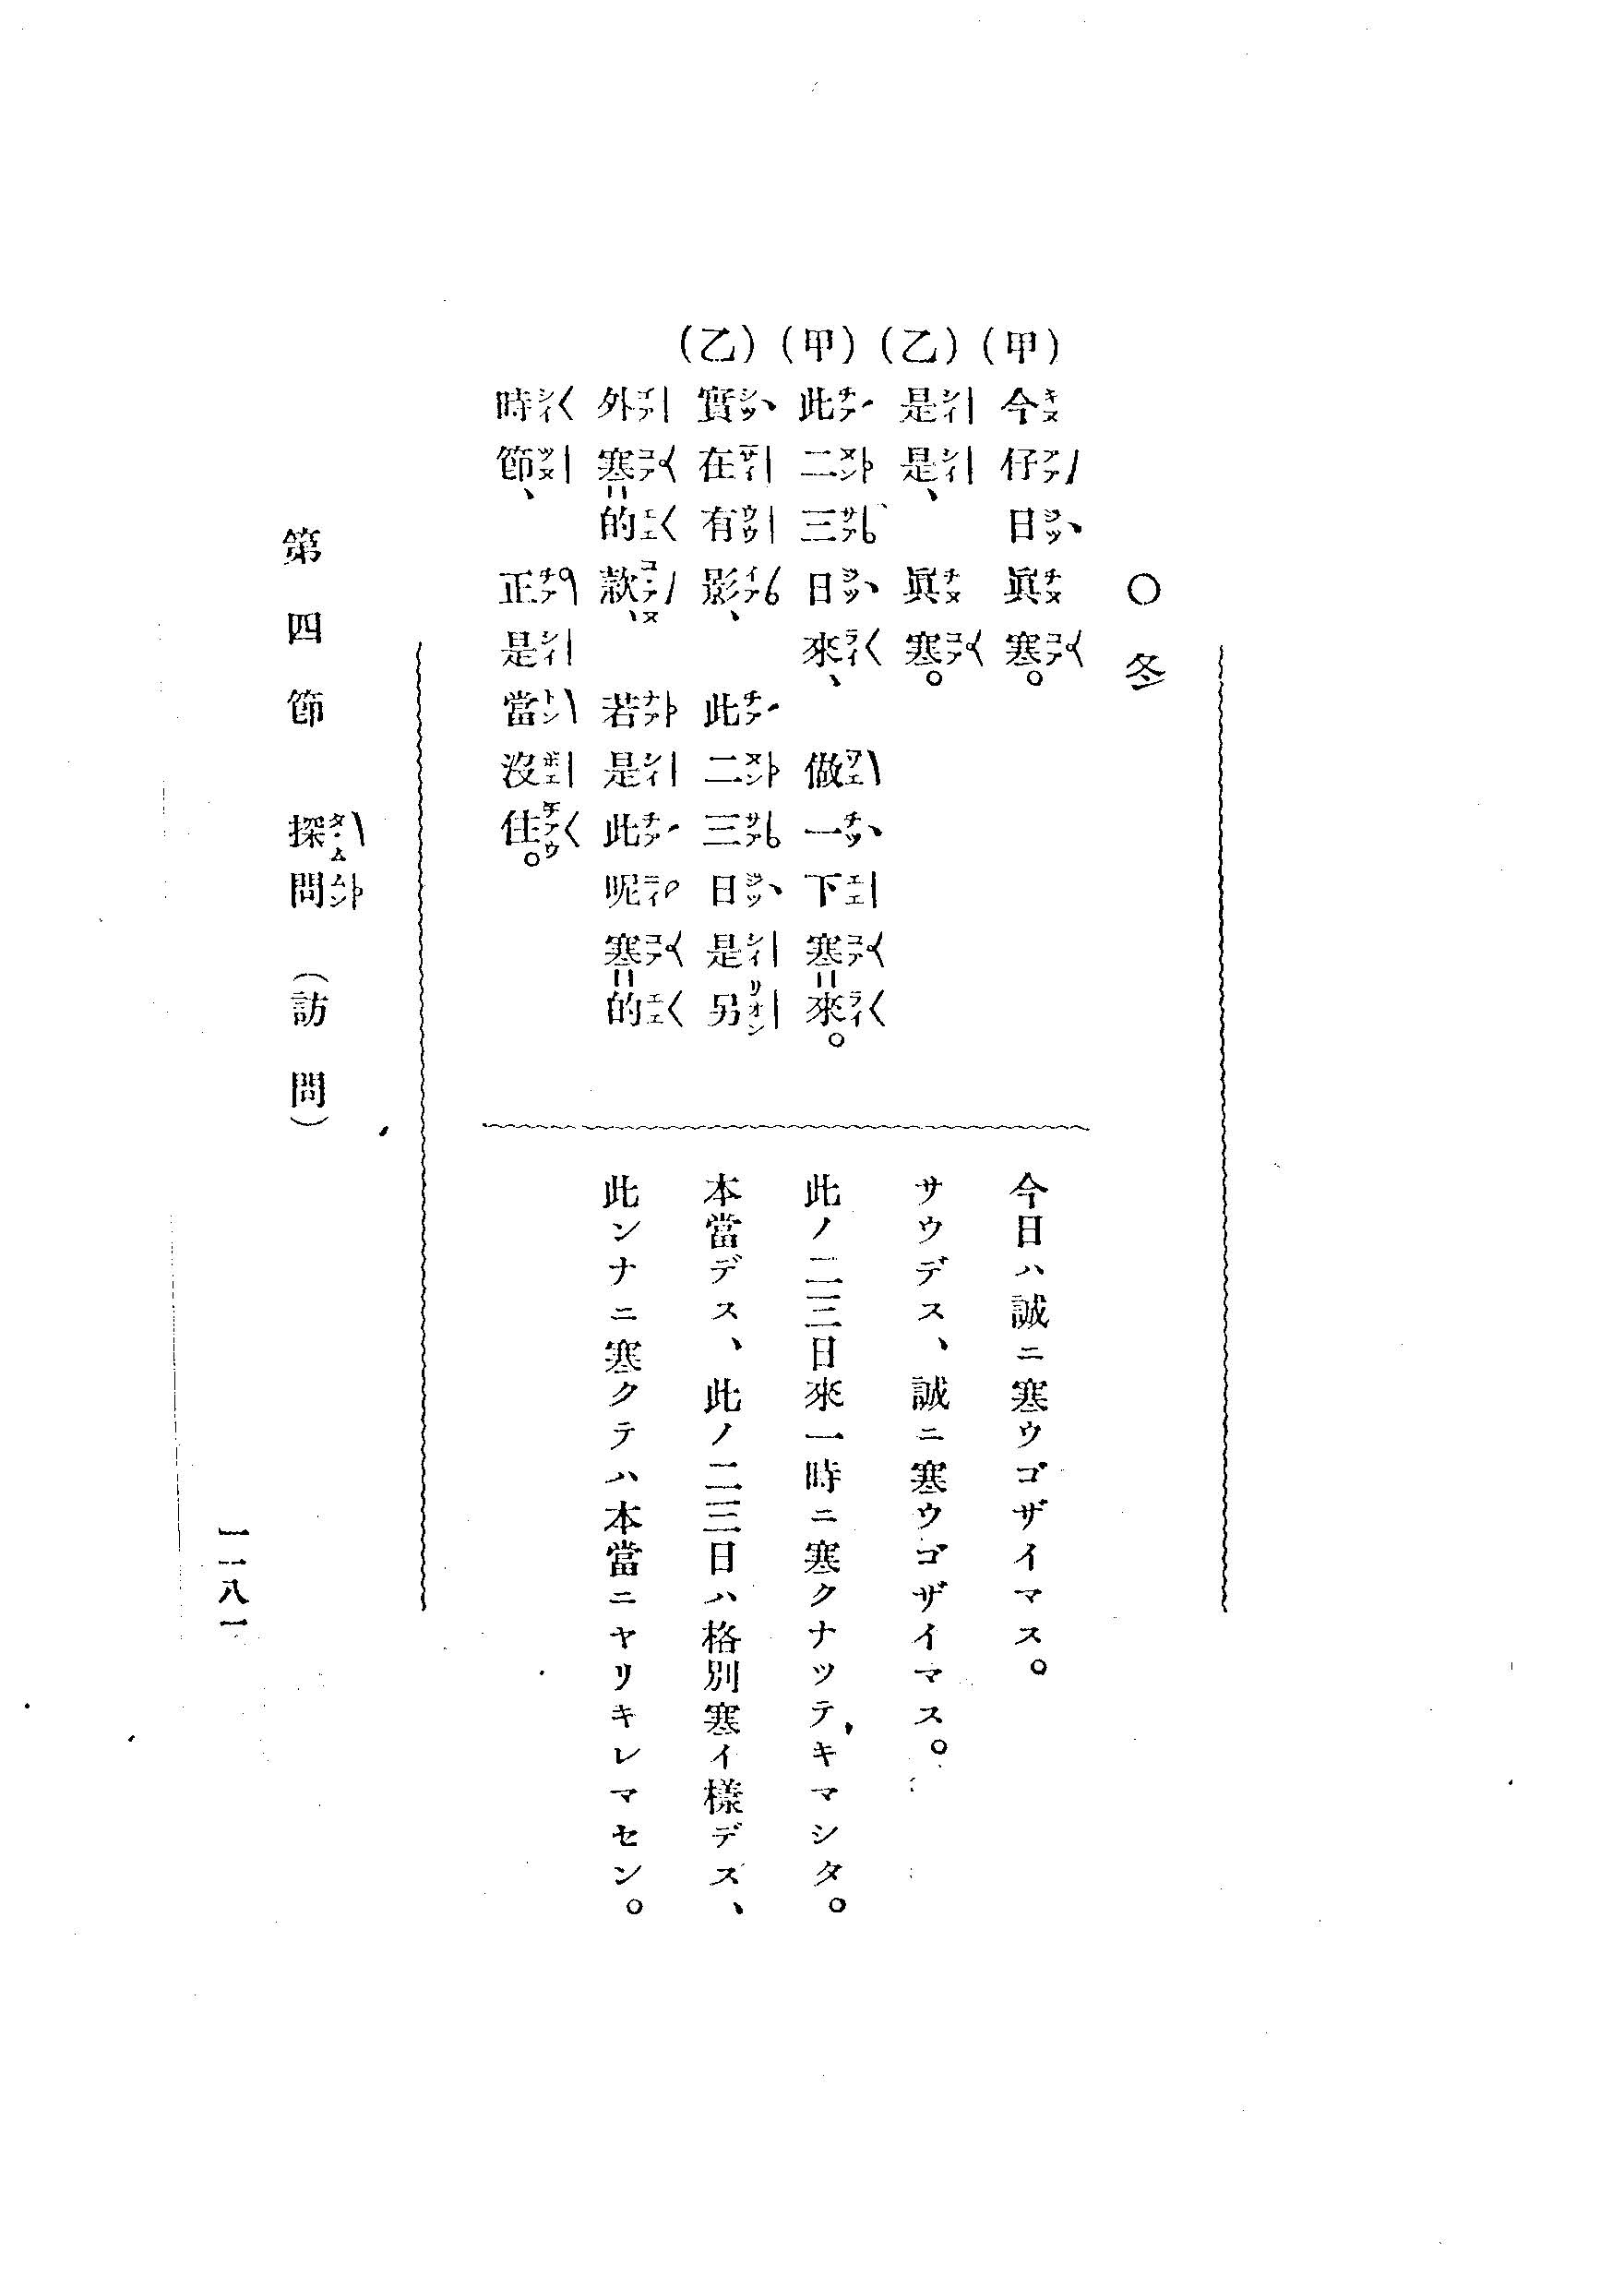 〇冬
(甲)今仔日眞寒。
(乙)是是、眞寒。
(甲)此二三日來、做一下寒=來。
(乙)實在有影、此二三日是另
外寒=的款、若是此呢寒=的
時節、正是當沒住。
今日ハ誠ニ寒ウゴザイマス。
サウデス、誠ニ寒ウゴザイマス。
此ノ二三日來一時ニ寒クナッテキマシタ。
本當デス、此ノ二三日ハ格別寒イ樣デス、
此ンナニ寒クテハ本當ニヤリキレマセン。
第四節 探問 (訪問)
一一八一